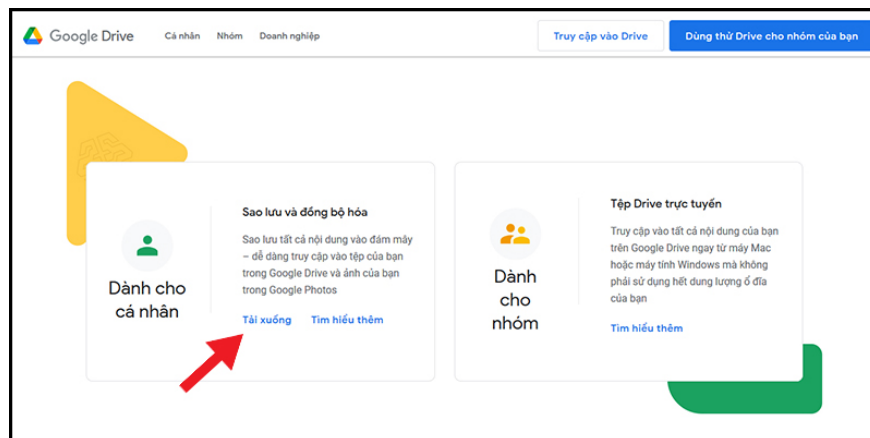 Google Drive Cá nhân Nhóm Doanh nghiệp Truy cập vào Drive Dùng thử Drive cho nhóm của bạn
Dành cho
cá nhân
Sao lưu và đồng bộ hóa
Sao lưu tất cả nội dung vào đám mây
– dễ dàng truy cập vào tệp của bạn
trong Google Drive và ảnh của bạn
trong Google Photos
Tải xuống Tìm hiểu thêm
Dành
cho
nhóm
Tệp Drive trực tuyến
Truy cập vào tất cả nội dung của bạn
trên Google Drive ngay từ máy Mac
hoặc máy tính Windows mà không
phải sử dụng hết dung lượng ổ đĩa
của bạn
Tìm hiểu thêm